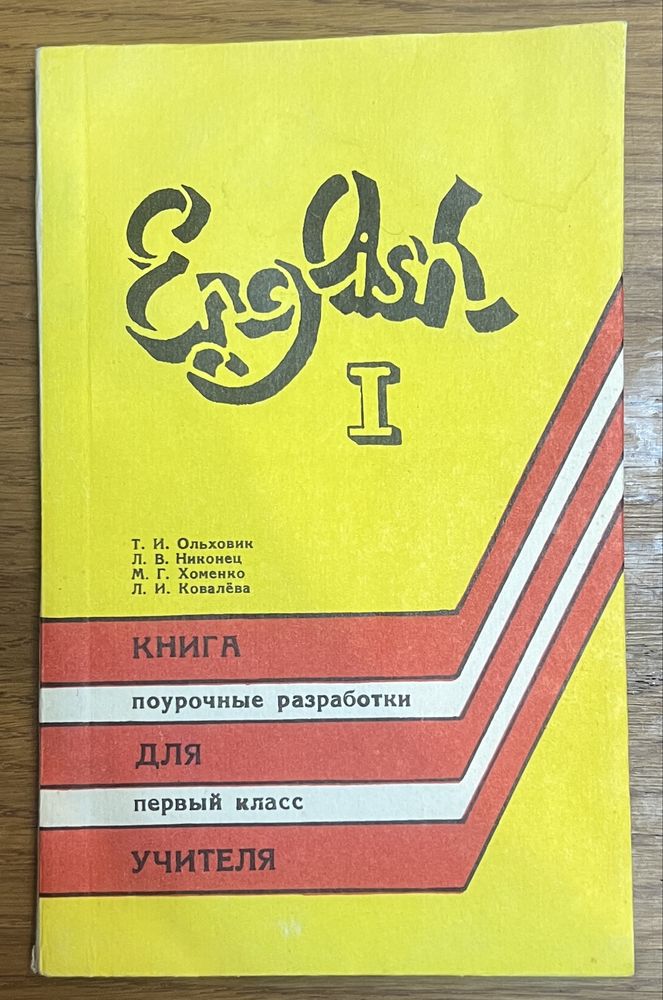 English
I
Т. И. Ольховик
Л. В. Никонец
М. Г. Хоменко
Л. И. Ковалёва
КНИГА
поурочные разработки
ДЛЯ
первый класс
УЧИТЕЛЯ